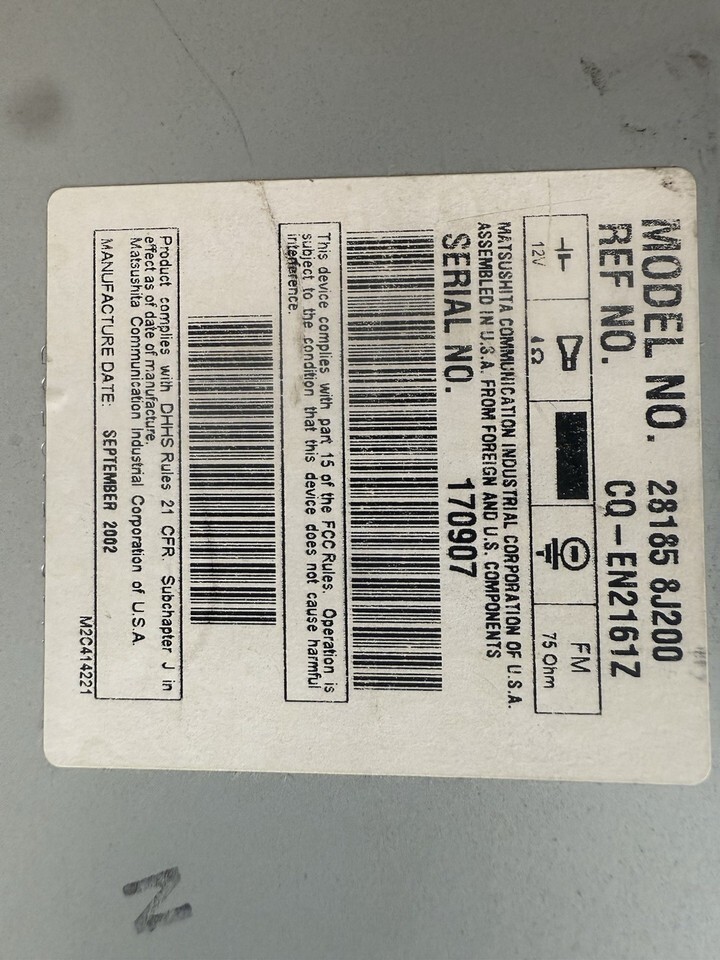 MODEL NO. 28185 8J200
REF NO. CQ-EN2161Z
12V 4Ω FM 75 Ohm
MATSUSHITA COMMUNICATION INDUSTRIAL CORPORATION OF U.S.A.
ASSEMBLED IN U.S.A. FROM FOREIGN AND U.S. COMPONENTS
SERIAL NO. 170907
This device complies with part 15 of the FCC Rules. Operation is
subject to the condition that this device does not cause harmful
interference.
Product complies with DHHS Rules 21 CFR. Subchapter J in
effect as of date of manufacture.
Matsushita Communication Industrial Corporation of U.S.A.
MANUFACTURE DATE: SEPTEMBER 2002
M2C414221
N